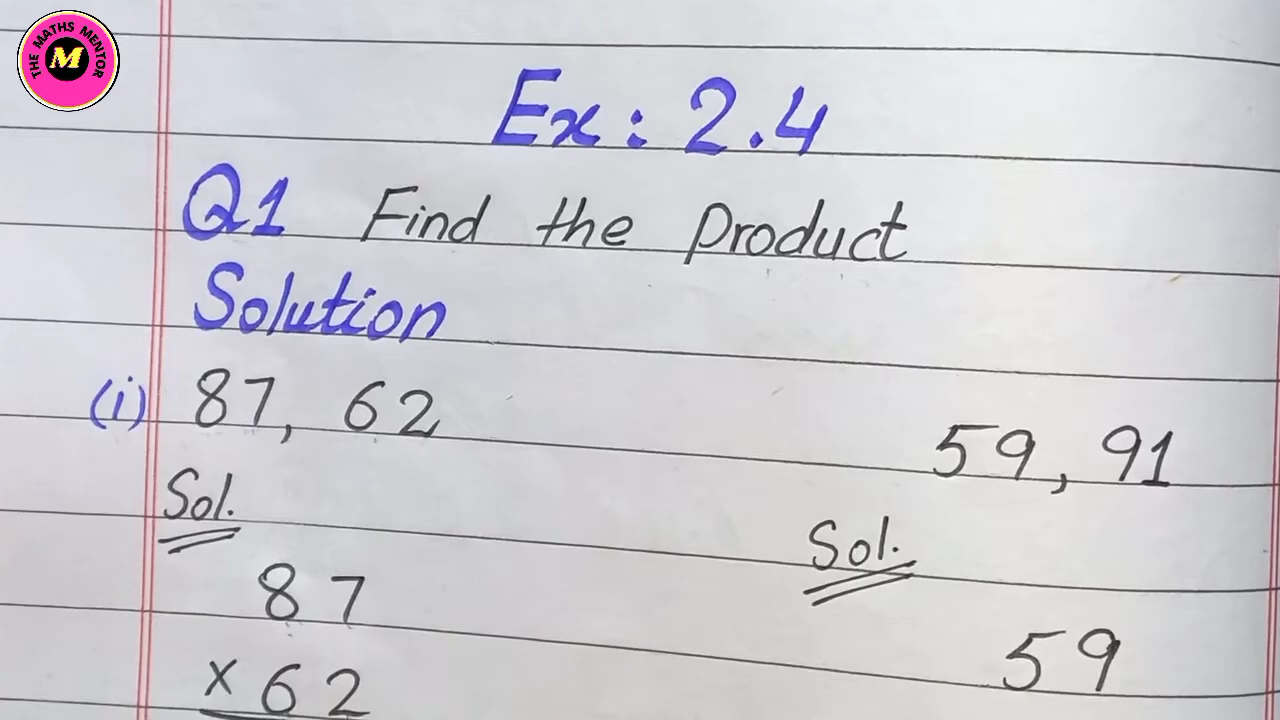 THE MATHS MENTOR
M
Ex: 2.4
Q1 Find the Product
Solution
(i) 87, 62
59, 91
Sol.
Sol.
87
59
× 62